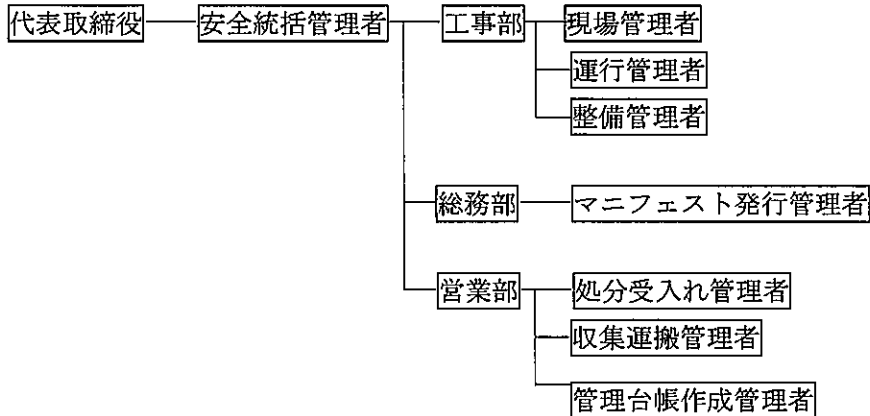 代表取締役 安全統括管理者 工事部 現場管理者
運行管理者
整備管理者
総務部 マニフェスト発行管理者
営業部 処分受入れ管理者
収集運搬管理者
管理台帳作成管理者